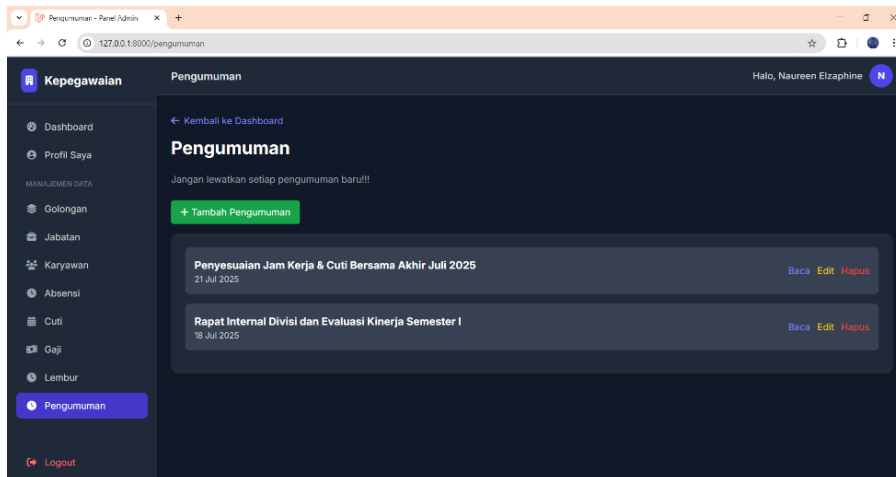 Pengumuman - Panel Admin
127.0.0.1:8000/pengumuman
Kepegawaian
Pengumuman
Halo, Naureen Elzaphine
N
Dashboard
Profil Saya
MANAJEMEN DATA
Golongan
Jabatan
Karyawan
Absensi
Cuti
Gaji
Lembur
Pengumuman
Logout
← Kembali ke Dashboard
Pengumuman
Jangan lewatkan setiap pengumuman baru!!!
+ Tambah Pengumuman
Penyesuaian Jam Kerja & Cuti Bersama Akhir Juli 2025
21 Jul 2025
Baca Edit Hapus
Rapat Internal Divisi dan Evaluasi Kinerja Semester I
18 Jul 2025
Baca Edit Hapus